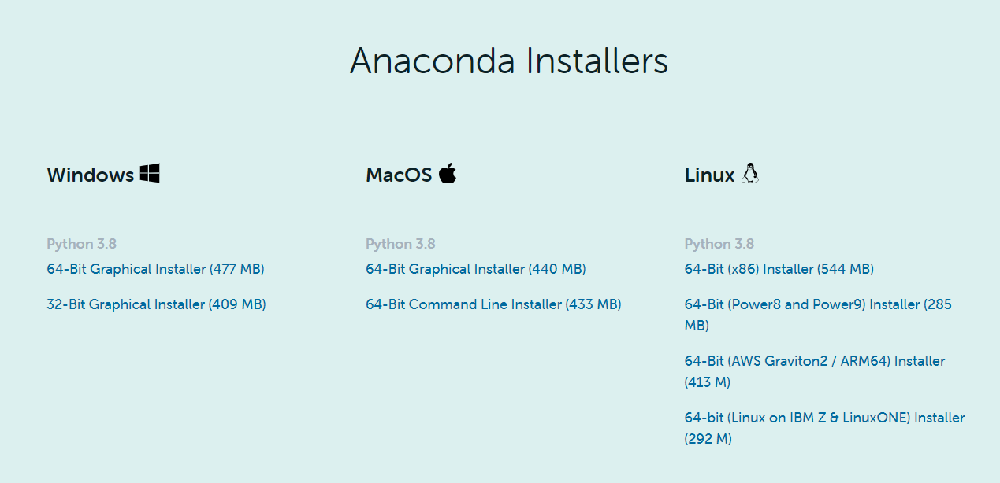 Anaconda Installers
Windows
Python 3.8
64-Bit Graphical Installer (477 MB)
32-Bit Graphical Installer (409 MB)
MacOS
Python 3.8
64-Bit Graphical Installer (440 MB)
64-Bit Command Line Installer (433 MB)
Linux
Python 3.8
64-Bit (x86) Installer (544 MB)
64-Bit (Power8 and Power9) Installer (285
MB)
64-Bit (AWS Graviton2 / ARM64) Installer
(413 M)
64-bit (Linux on IBM Z & LinuxONE) Installer
(292 M)